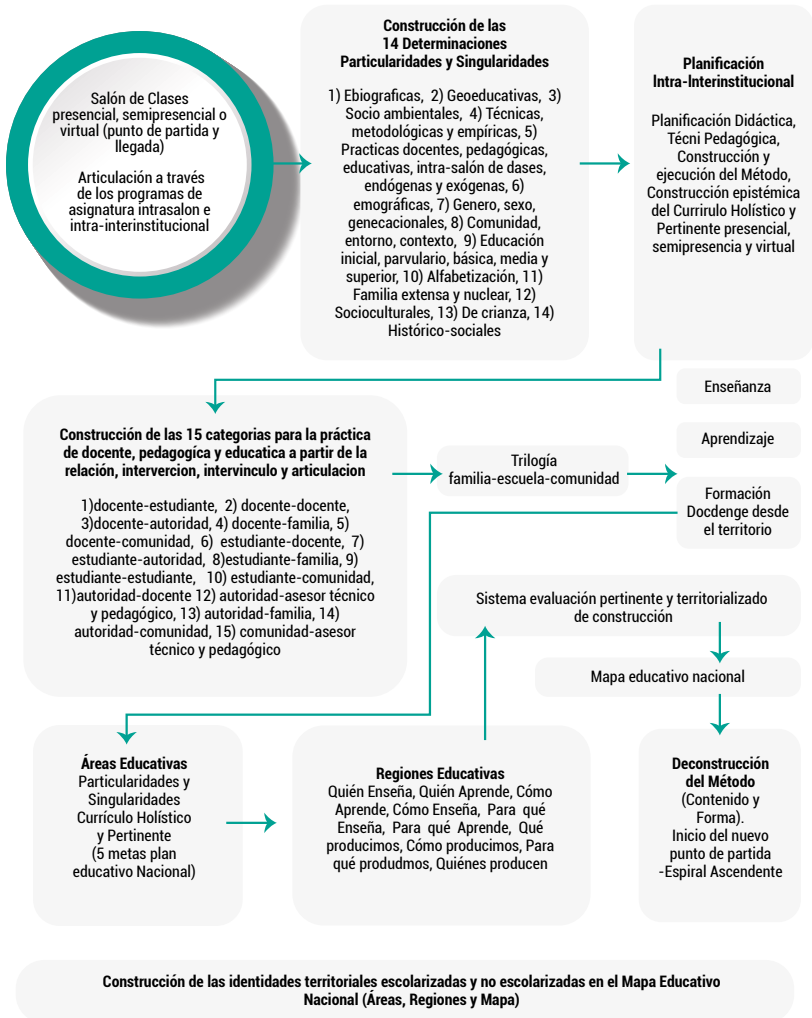 Salón de Clases
presencial, semipresencial o
virtual (punto de partida y
llegada)
Articulación a través
de los programas de
asignatura intrasalon e
intra-interinstitucional
Construcción de las
14 Determinaciones
Particularidades y Singularidades
1) Ebiograficas, 2) Geoeducativas, 3)
Socio ambientales, 4) Técnicas,
metodológicas y empíricas, 5)
Practicas docentes, pedagógicas,
educativas, intra-salón de dases,
endógenas y exógenas, 6)
emográficas, 7) Genero, sexo,
genecacionales, 8) Comunidad,
entorno, contexto, 9) Educación
inicial, parvulario, básica, media y
superior, 10) Alfabetización, 11)
Familia extensa y nuclear, 12)
Socioculturales, 13) De crianza, 14)
Histórico-sociales
Planificación
Intra-Interinstitucional
Planificación Didáctica,
Técni Pedagógica,
Construcción y
ejecución del Método,
Construcción epistémica
del Currirulo Holístico y
Pertinente presencial,
semipresencia y virtual
Construcción de las 15 categorias para la práctica
de docente, pedagogíca y educatica a partir de la
relación, intervercion, intervinculo y articulacion
1)docente-estudiante, 2) docente-docente,
3)docente-autoridad, 4) docente-familia, 5)
docente-comunidad, 6) estudiante-docente, 7)
estudiante-autoridad, 8)estudiante-familia, 9)
estudiante-estudiante, 10) estudiante-comunidad,
11)autoridad-docente 12) autoridad-asesor técnico
y pedagógico, 13) autoridad-familia, 14)
autoridad-comunidad, 15) comunidad-asesor
técnico y pedagógico
Trilogía
familia-escuela-comunidad
Enseñanza
Aprendizaje
Formación
Docdenge desde
el territorio
Sistema evaluación pertinente y territorializado
de construcción
Mapa educativo nacional
Áreas Educativas
Particularidades y
Singularidades
Currículo Holístico
y Pertinente
(5 metas plan
educativo Nacional)
Regiones Educativas
Quién Enseña, Quién Aprende, Cómo
Aprende, Cómo Enseña, Para qué
Enseña, Para qué Aprende, Qué
producimos, Cómo producimos, Para
qué produdmos, Quiénes producen
Deconstrucción
del Método
(Contenido y
Forma).
Inicio del nuevo
punto de partida
-Espiral Ascendente
Construcción de las identidades territoriales escolarizadas y no escolarizadas en el Mapa Educativo
Nacional (Áreas, Regiones y Mapa)